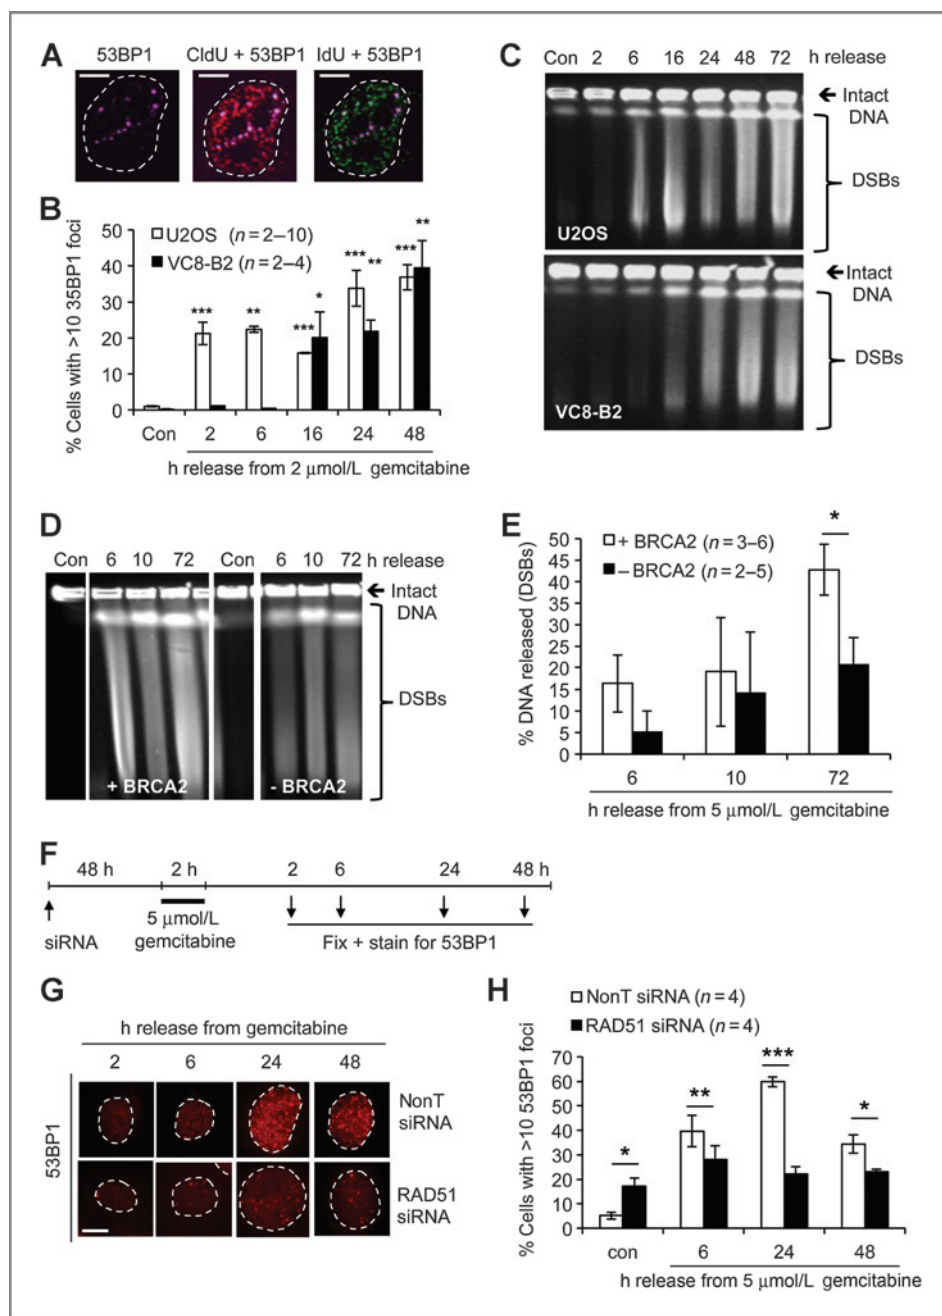 A
53BP1
CldU + 53BP1
IdU + 53BP1
B
% Cells with >10 35BP1 foci
50
40
30
20
10
0
U2OS (n = 2–10)
VC8-B2 (n = 2–4)
***
**
***
*
***
**
***
**
Con
2
6
16
24
48
h release from 2 μmol/L gemcitabine
C
Con 2 6 16 24 48 72 h release
Intact
DNA
DSBs
U2OS
Intact
DNA
DSBs
VC8-B2
D
Con 6 10 72 Con 6 10 72 h release
Intact
DNA
DSBs
+ BRCA2
- BRCA2
E
% DNA released (DSBs)
50
45
40
35
30
25
20
15
10
5
0
+ BRCA2 (n = 3–6)
– BRCA2 (n = 2–5)
*
6
10
72
h release from 5 μmol/L gemcitabine
F
48 h
2 h
2
6
24
48 h
siRNA
5 μmol/L
gemcitabine
Fix + stain for 53BP1
G
h release from gemcitabine
2
6
24
48
53BP1
NonT
siRNA
RAD51
siRNA
H
NonT siRNA (n = 4)
RAD51 siRNA (n = 4)
% Cells with >10 53BP1 foci
70
60
50
40
30
20
10
0
*
**
***
*
con
6
24
48
h release from 5 μmol/L gemcitabine